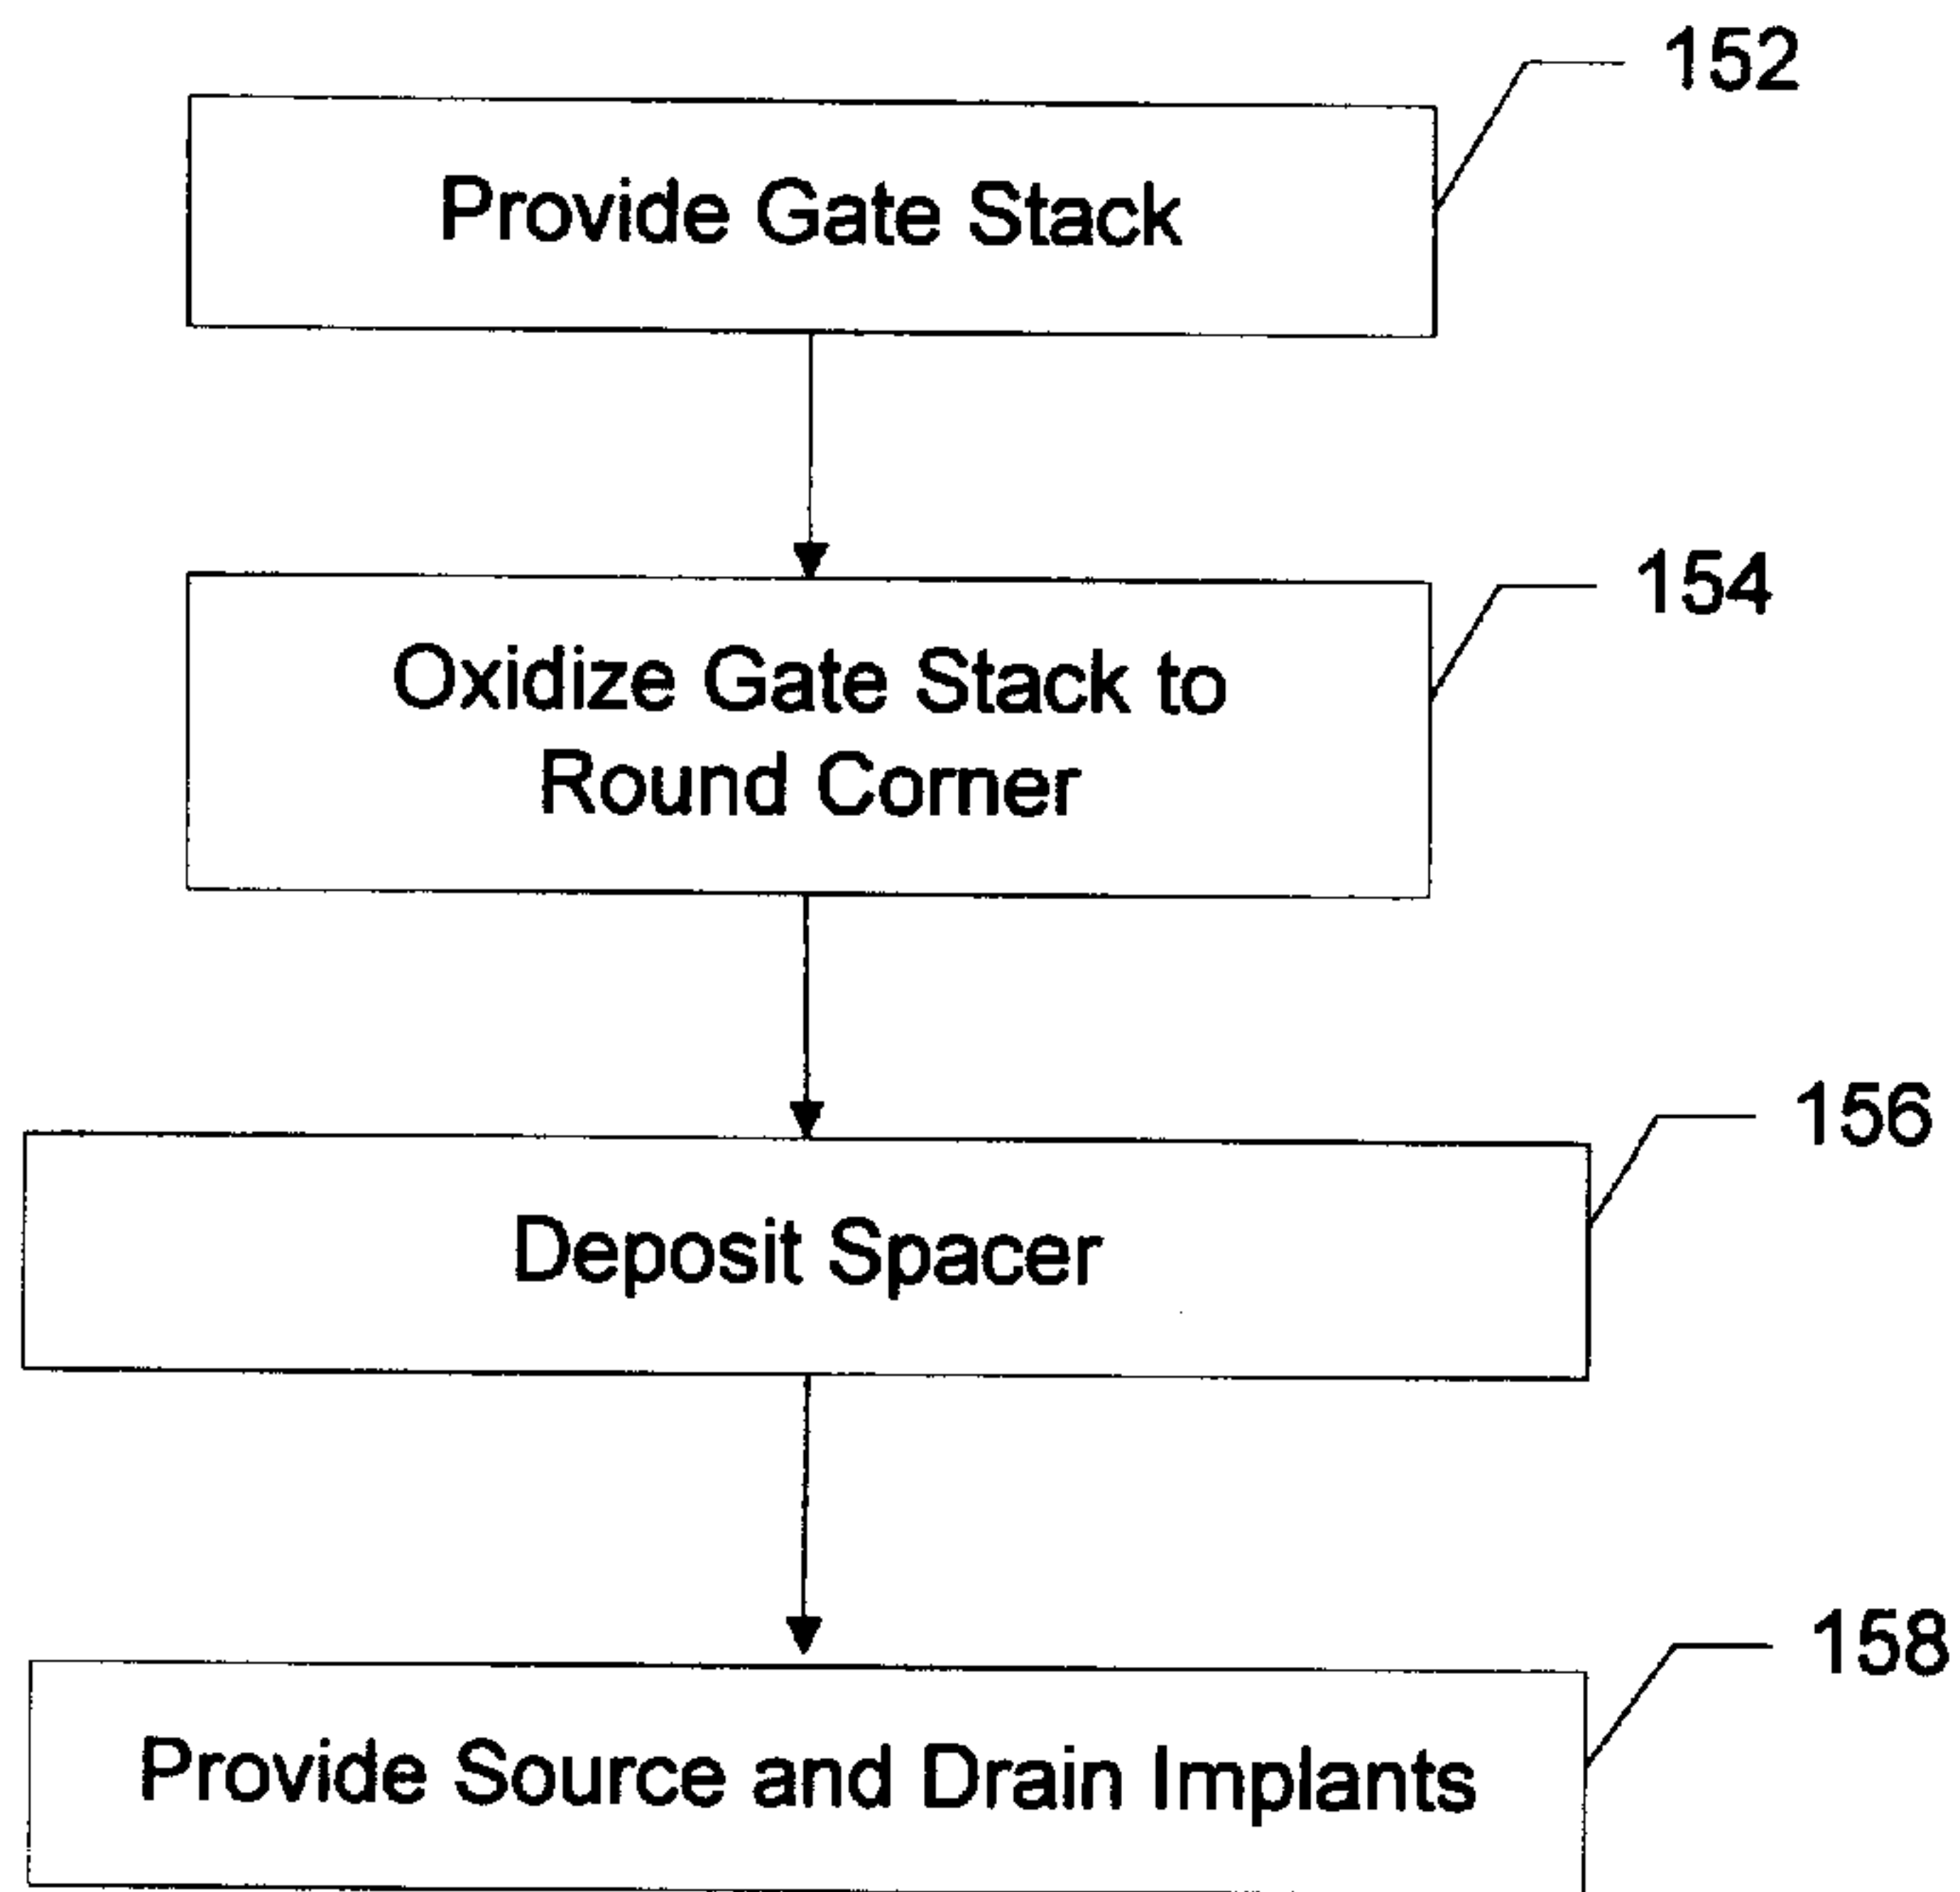 152
Provide Gate Stack
154
Oxidize Gate Stack to
Round Corner
156
Deposit Spacer
158
Provide Source and Drain Implants